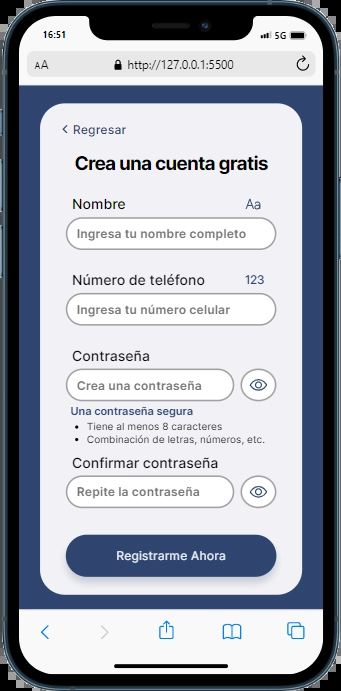 16:51
5G
AA
http://127.0.0.1:5500
Regresar
Crea una cuenta gratis
Nombre
Aa
Ingresa tu nombre completo
Número de teléfono
123
Ingresa tu número celular
Contraseña
Crea una contraseña
Una contraseña segura
• Tiene al menos 8 caracteres
• Combinación de letras, números, etc.
Confirmar contraseña
Repite la contraseña
Registrarme Ahora